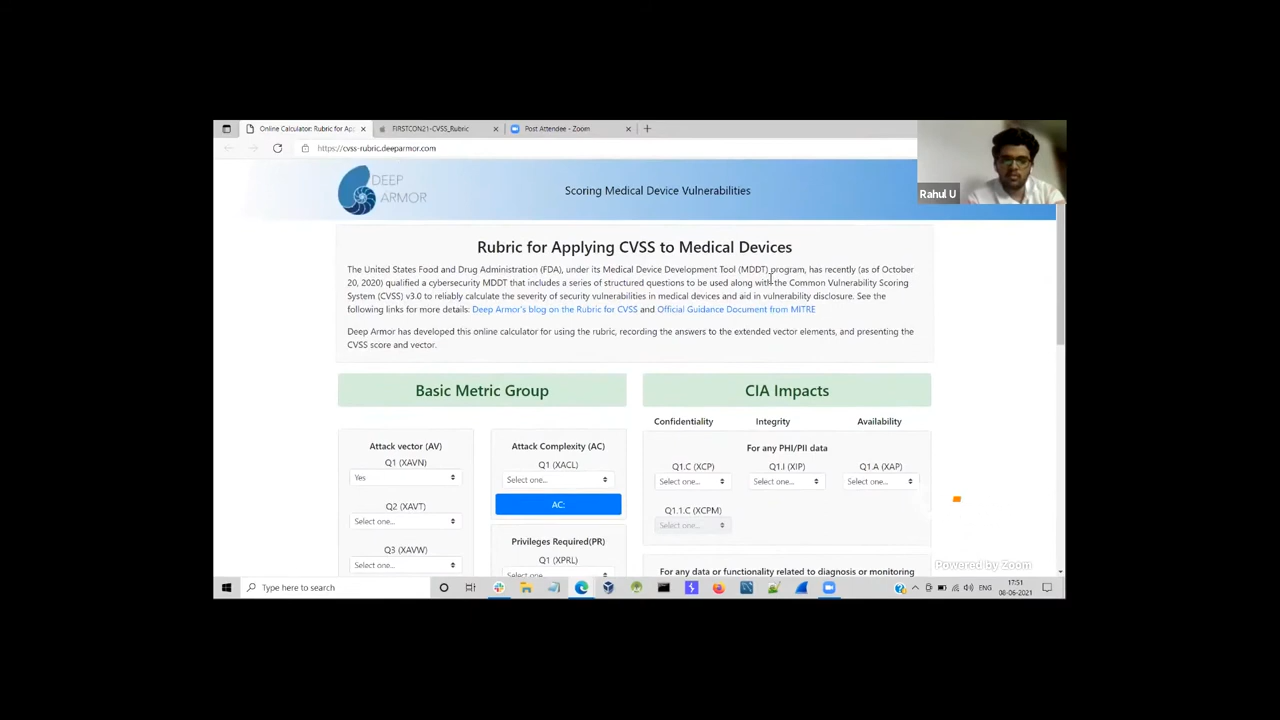 Online Calculator: Rubric for Ap
FIRSTCON21-CVSS_Rubric
Post Attendee - Zoom
https://cvss-rubric.deeparmor.com
DEEP
ARMOR
Scoring Medical Device Vulnerabilities
Rahul U
Rubric for Applying CVSS to Medical Devices
The United States Food and Drug Administration (FDA), under its Medical Device Development Tool (MDDT) program, has recently (as of October
20, 2020) qualified a cybersecurity MDDT that includes a series of structured questions to be used along with the Common Vulnerability Scoring
System (CVSS) v3.0 to reliably calculate the severity of security vulnerabilities in medical devices and aid in vulnerability disclosure. See the
following links for more details: Deep Armor's blog on the Rubric for CVSS and Official Guidance Document from MITRE
Deep Armor has developed this online calculator for using the rubric, recording the answers to the extended vector elements, and presenting the
CVSS score and vector.
Basic Metric Group
Attack vector (AV)
Q1 (XAVN)
Yes
Q2 (XAVT)
Select one...
Q3 (XAVW)
Select one...
Attack Complexity (AC)
Q1 (XACL)
Select one...
AC:
Privileges Required(PR)
Q1 (XPRL)
Select one...
CIA Impacts
Confidentiality Integrity Availability
For any PHI/PII data
Q1.C (XCP) Q1.I (XIP) Q1.A (XAP)
Select one... Select one... Select one...
Q1.1.C (XCPM)
Select one...
For any data or functionality related to diagnosis or monitoring
Powered by Zoom
Type here to search
ENG
17:51
08-06-2021